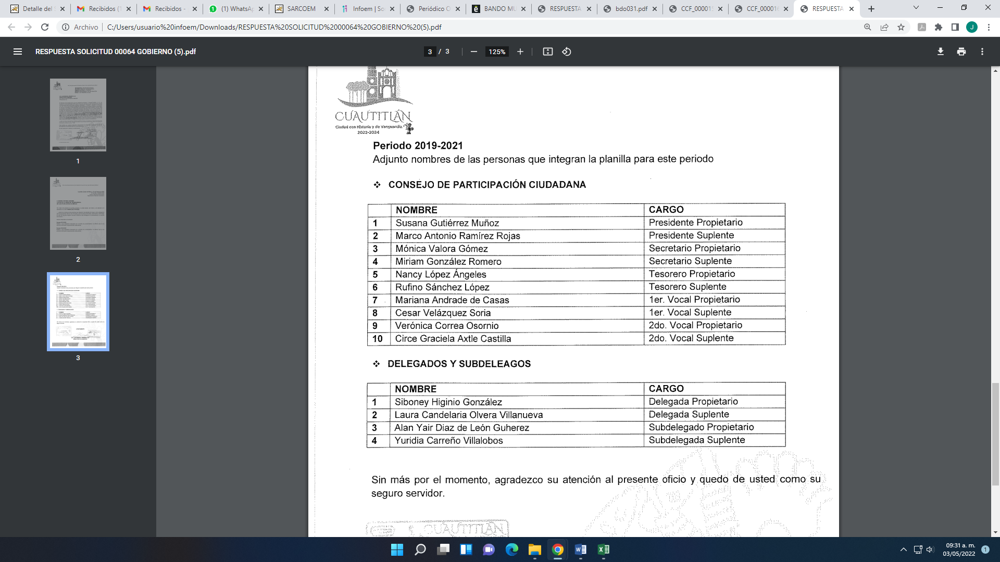 Detalle del S
Recibidos (1
Recibidos -
(1) WhatsAp
SARCOEM
Infoem | So
Periódico O
BANDO MU
RESPUESTA
bdo031.pdf
CCF_000015
CCF_000016
RESPUESTA
Archivo
C:/Users/usuario%20infoem/Downloads/RESPUESTA%20SOLICITUD%2000064%20GOBIERNO%20(5).pdf
J
RESPUESTA SOLICITUD 00064 GOBIERNO (5).pdf
3 / 3
125%
1
2
3
CUAUTITLÁN
Ciudad con Historia y de Vanguardia.
2022-2024
Periodo 2019-2021
Adjunto nombres de las personas que integran la planilla para este periodo
❖ CONSEJO DE PARTICIPACIÓN CIUDADANA
NOMBRE CARGO
1 Susana Gutiérrez Muñoz Presidente Propietario
2 Marco Antonio Ramírez Rojas Presidente Suplente
3 Mónica Valora Gómez Secretario Propietario
4 Miriam González Romero Secretario Suplente
5 Nancy López Ángeles Tesorero Propietario
6 Rufino Sánchez López Tesorero Suplente
7 Mariana Andrade de Casas 1er. Vocal Propietario
8 Cesar Velázquez Soria 1er. Vocal Suplente
9 Verónica Correa Osornio 2do. Vocal Propietario
10 Circe Graciela Axtle Castilla 2do. Vocal Suplente
❖ DELEGADOS Y SUBDELEAGOS
NOMBRE CARGO
1 Siboney Higinio González Delegada Propietario
2 Laura Candelaria Olvera Villanueva Delegada Suplente
3 Alan Yair Diaz de León Guherez Subdelegado Propietario
4 Yuridia Carreño Villalobos Subdelegada Suplente
Sin más por el momento, agradezco su atención al presente oficio y quedo de usted como su
seguro servidor.
CUAUTITLÁN
09:31 a. m.
03/05/2022
1